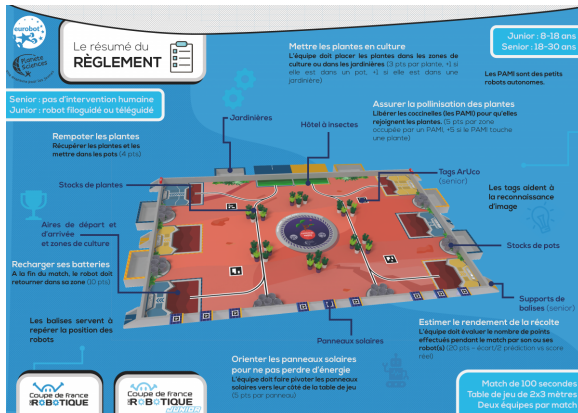 eurobot
Planète
Sciences
Le résumé du
RÈGLEMENT
Junior : 8-18 ans
Senior : 18-30 ans
Senior : pas d'intervention humaine
Junior : robot filoguidé ou téléguidé
Mettre les plantes en culture
L'équipe doit placer les plantes dans les zones de
culture ou dans les jardinières (3 pts par plante, +1 si
elle est dans un pot, +1 si elle est dans une
jardinière)
Les PAMI sont des petits
robots autonomes.
Assurer la pollinisation des plantes
Libérer les coccinelles (les PAMI) pour qu'elles
rejoignent les plantes. (5 pts par zone
occupée par un PAMI, +5 si le PAMI touche
une plante)
Jardinières
Hôtel à insectes
Rempoter les plantes
Récupérer les plantes et les
mettre dans les pots (4 pts)
Stocks de plantes
Tags ArUco
(senior)
Les tags aident à
la reconnaissance
d'image
Aires de départ et
d'arrivée
et zones de culture
Stocks de pots
Recharger ses batteries
A la fin du match, le robot doit
retourner dans sa zone (10 pts)
Supports de
balises (senior)
Les balises servent à
repérer la position des
robots
Panneaux solaires
Estimer le rendement de la récolte
L'équipe doit évaluer le nombre de points
effectués pendant le match par son ou ses
robot(s) (20 pts - écart/2 prédiction vs score
réel)
Orienter les panneaux solaires
pour ne pas perdre d'énergie
L'équipe doit faire pivoter les panneaux
solaires vers leur côté de la table de jeu
(5 pts par panneau)
Coupe de france
DE ROBOTIQUE
Coupe de france
DE ROBOTIQUE
JUNIOR
Match de 100 secondes
Table de jeu de 2x3 mètres
Deux équipes par match